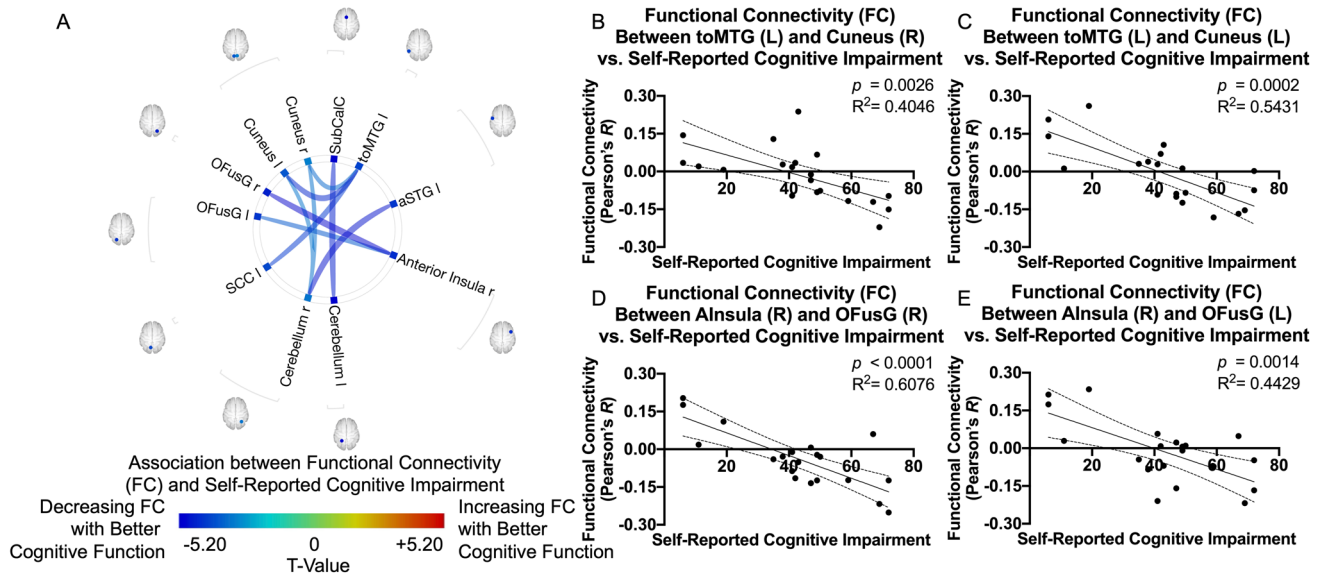 A
SubCalC
toMTG l
aSTG l
Anterior Insula r
Cerebellum l
Cerebellum r
SCC l
OFusG l
OFusG r
Cuneus l
Cuneus r
Association between Functional Connectivity
(FC) and Self-Reported Cognitive Impairment
Decreasing FC
with Better
Cognitive Function
-5.20
0
+5.20
T-Value
Increasing FC
with Better
Cognitive Function
B
Functional Connectivity (FC)
Between toMTG (L) and Cuneus (R)
vs. Self-Reported Cognitive Impairment
p = 0.0026
R2= 0.4046
Functional Connectivity
(Pearson's R)
0.30
0.15
0.00
-0.15
-0.30
20
40
60
80
Self-Reported Cognitive Impairment
C
Functional Connectivity (FC)
Between toMTG (L) and Cuneus (L)
vs. Self-Reported Cognitive Impairment
p = 0.0002
R2= 0.5431
Functional Connectivity
(Pearson's R)
0.30
0.15
0.00
-0.15
-0.30
20
40
60
80
Self-Reported Cognitive Impairment
D
Functional Connectivity (FC)
Between AInsula (R) and OFusG (R)
vs. Self-Reported Cognitive Impairment
p < 0.0001
R2= 0.6076
Functional Connectivity
(Pearson's R)
0.30
0.15
0.00
-0.15
-0.30
20
40
60
80
Self-Reported Cognitive Impairment
E
Functional Connectivity (FC)
Between AInsula (R) and OFusG (L)
vs. Self-Reported Cognitive Impairment
p = 0.0014
R2= 0.4429
Functional Connectivity
(Pearson's R)
0.30
0.15
0.00
-0.15
-0.30
20
40
60
80
Self-Reported Cognitive Impairment